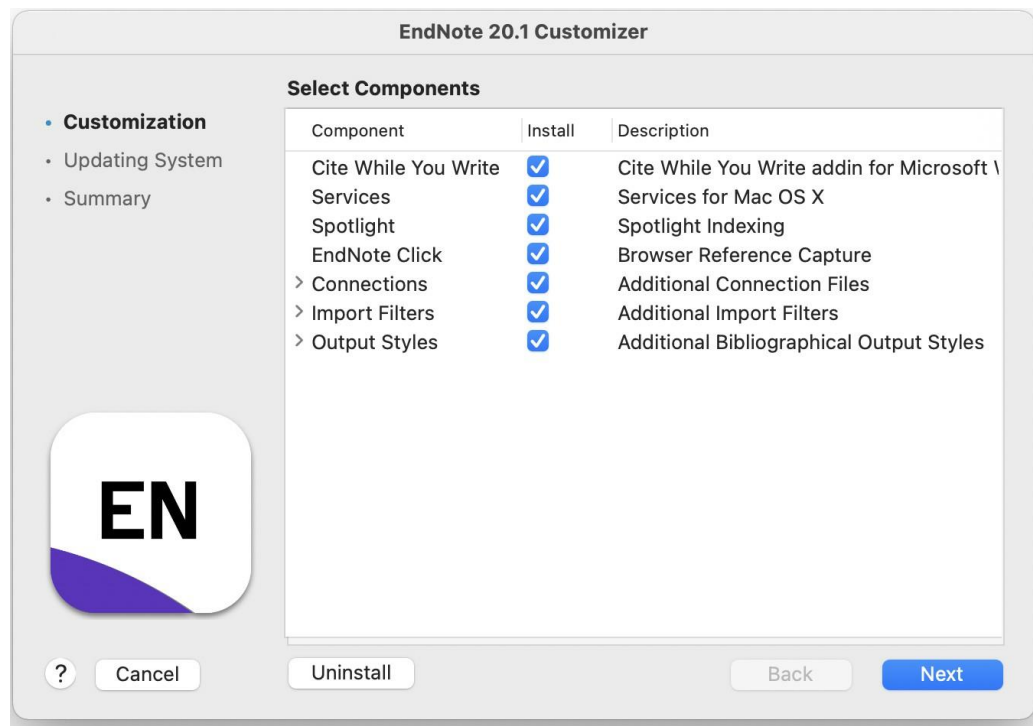 EndNote 20.1 Customizer
Select Components
Customization
Updating System
Summary
Component Install Description
Cite While You Write Cite While You Write addin for Microsoft
Services Services for Mac OS X
Spotlight Spotlight Indexing
EndNote Click Browser Reference Capture
Connections Additional Connection Files
Import Filters Additional Import Filters
Output Styles Additional Bibliographical Output Styles
EN
? Cancel Uninstall Back Next